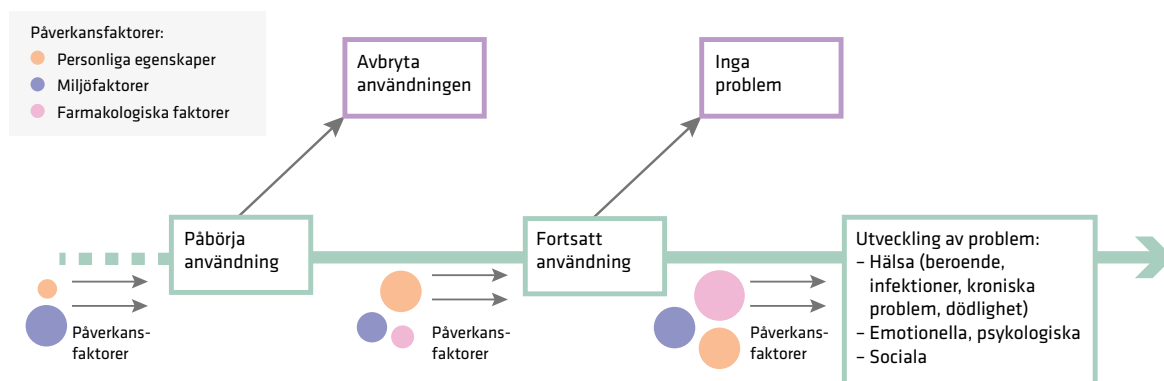 Påverkansfaktorer:
Personliga egenskaper
Miljöfaktorer
Farmakologiska faktorer
Avbryta
användningen
Inga
problem
Påbörja
användning
Fortsatt
användning
Utveckling av problem:
– Hälsa (beroende,
infektioner, kroniska
problem, dödlighet)
– Emotionella, psykologiska
– Sociala
Påverkans-
faktorer
Påverkans-
faktorer
Påverkans-
faktorer